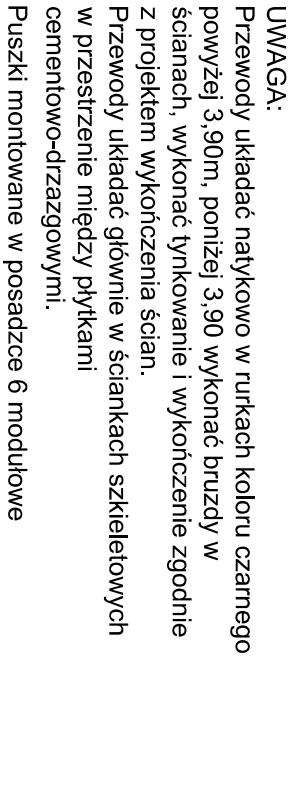 UWAGA:
Przewody układać natykowo w rurkach koloru czarnego
powyżej 3,90m, poniżej 3,90 wykonać bruzdy w
ścianach, wykonać tynkowanie i wykończenie zgodnie
z projektem wykończenia ścian.
Przewody układać głównie w ściankach szkieletowych
w przestrzenie między płytkami
cementowo-drzazgowymi.
Puszki montowane w posadzce 6 modułowe